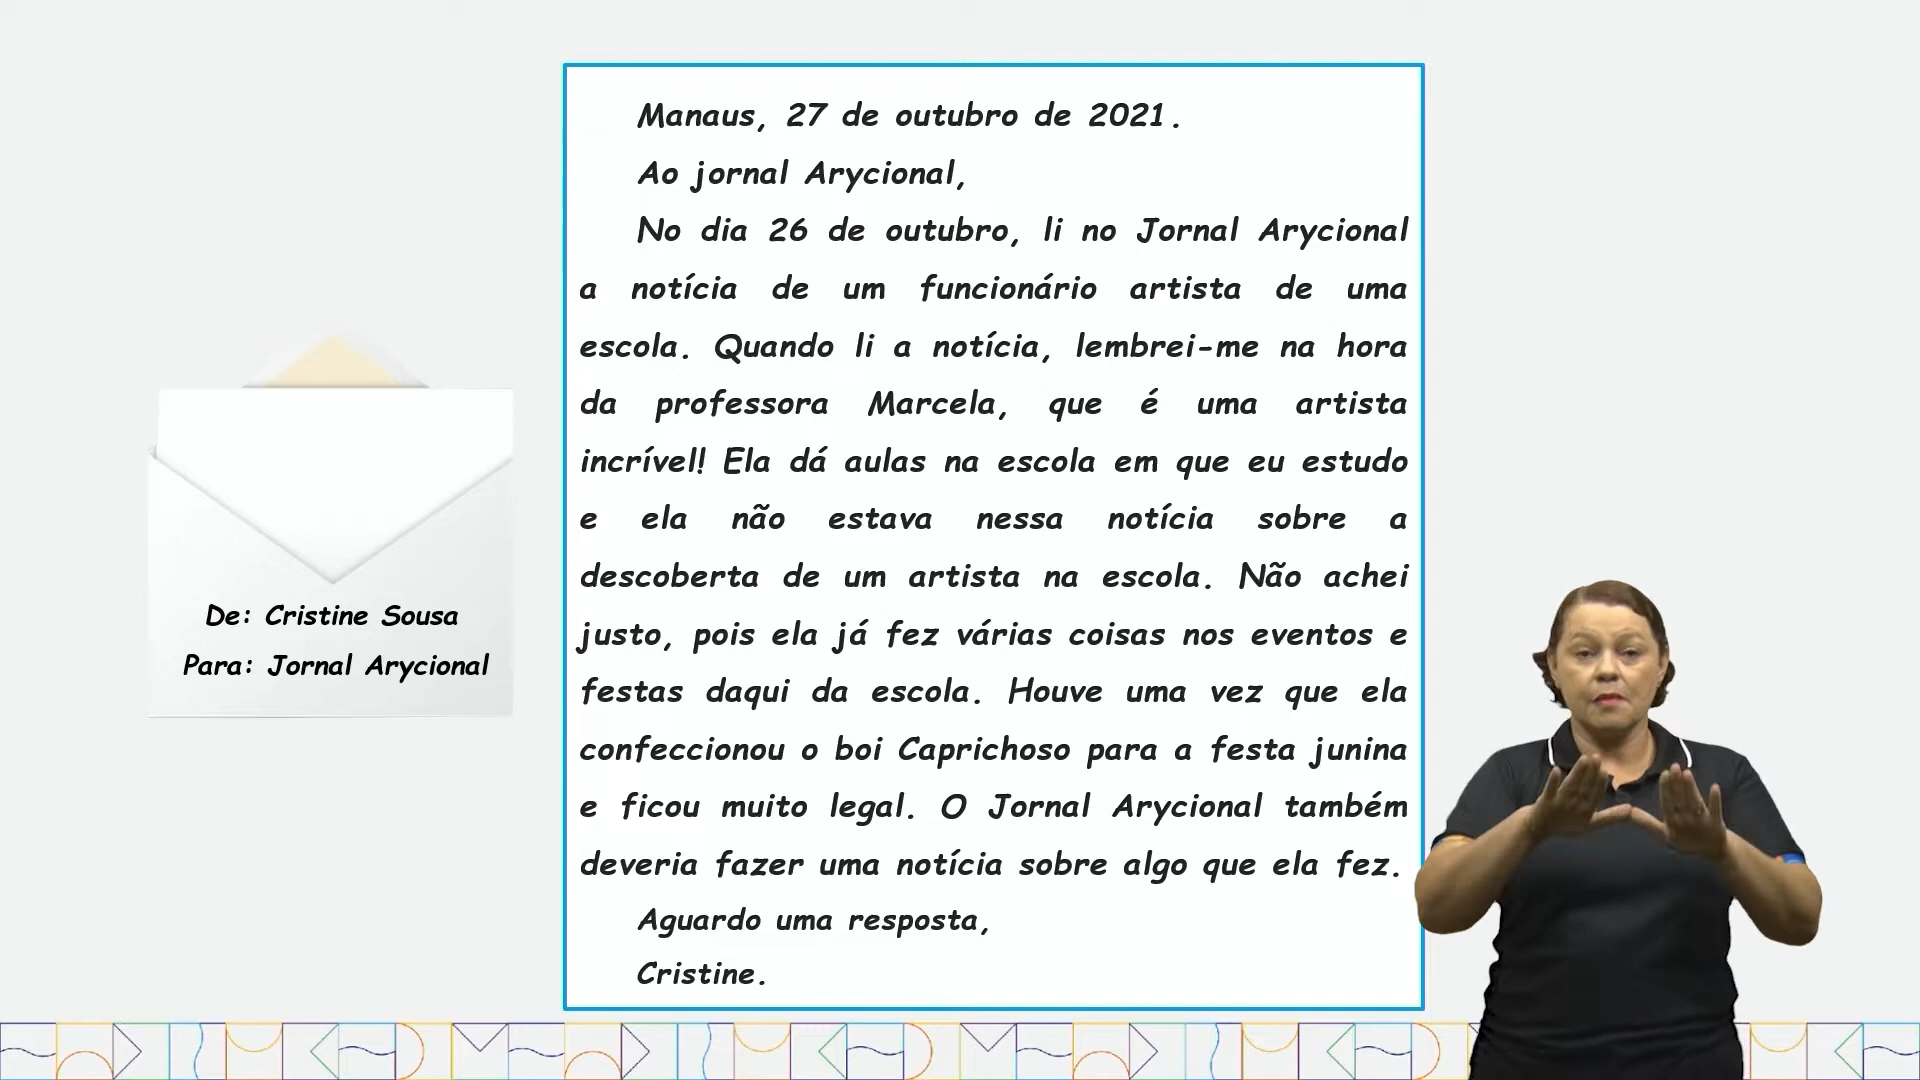 Manaus, 27 de outubro de 2021.
Ao jornal Arycional,
No dia 26 de outubro, li no Jornal Arycional
a notícia de um funcionário artista de uma
escola. Quando li a notícia, lembrei-me na hora
da professora Marcela, que é uma artista
incrível! Ela dá aulas na escola em que eu estudo
e ela não estava nessa notícia sobre a
descoberta de um artista na escola. Não achei
justo, pois ela já fez várias coisas nos eventos e
festas daqui da escola. Houve uma vez que ela
confeccionou o boi Caprichoso para a festa junina
e ficou muito legal. O Jornal Arycional também
deveria fazer uma notícia sobre algo que ela fez.
Aguardo uma resposta,
Cristine.
De: Cristine Sousa
Para: Jornal Arycional